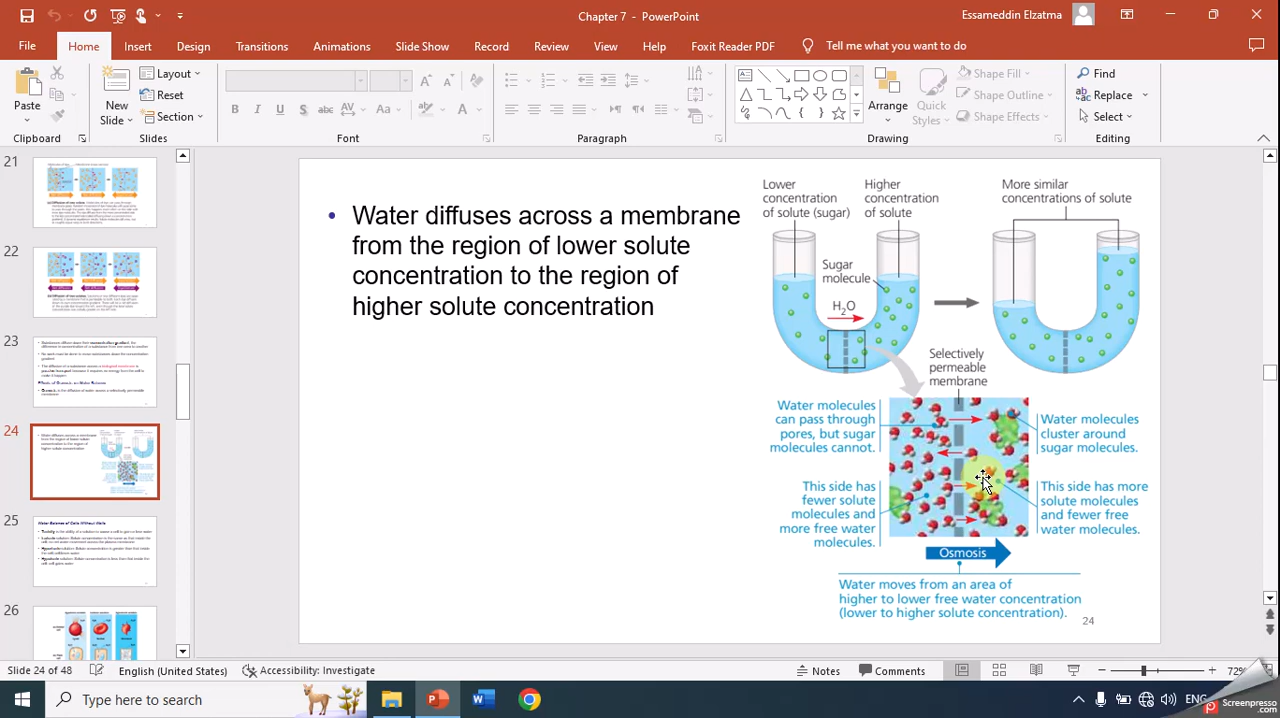 Chapter 7 - PowerPoint
Essameddin Elzatma
File Home Insert Design Transitions Animations Slide Show Record Review View Help Foxit Reader PDF Tell me what you want to do
Paste
New
Slide
Layout
Reset
Section
B I U S abc AV Aa A
Arrange
Quick
Styles
Shape Fill
Shape Outline
Shape Effects
Find
Replace
Select
Clipboard Slides Font Paragraph Drawing Editing
21
22
23
24
25
26
• Water diffuses across a membrane
from the region of lower solute
concentration to the region of
higher solute concentration
Lower
concentration
of solute (sugar)
Higher
concentration
of solute
More similar
concentrations of solute
Sugar
molecule
H2O
Selectively
permeable
membrane
Water molecules
can pass through
pores, but sugar
molecules cannot.
Water molecules
cluster around
sugar molecules.
This side has
fewer solute
molecules and
more free water
molecules.
This side has more
solute molecules
and fewer free
water molecules.
Osmosis
Water moves from an area of
higher to lower free water concentration
(lower to higher solute concentration).
24
Slide 24 of 48 English (United States) Accessibility: Investigate Notes Comments 72%
Type here to search
ENG
Screenpresso
.com